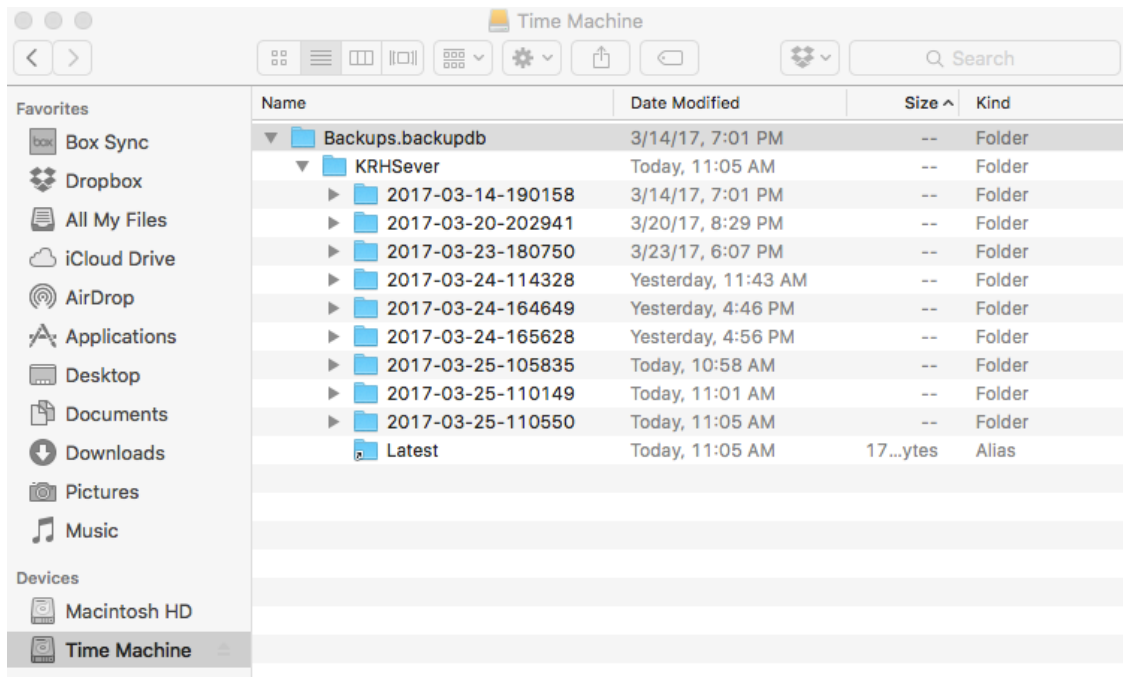 Time Machine
Search
Favorites
box Box Sync
Dropbox
All My Files
iCloud Drive
AirDrop
Applications
Desktop
Documents
Downloads
Pictures
Music
Devices
Macintosh HD
Time Machine
Name Date Modified Size Kind
Backups.backupdb 3/14/17, 7:01 PM -- Folder
KRHSever Today, 11:05 AM -- Folder
2017-03-14-190158 3/14/17, 7:01 PM -- Folder
2017-03-20-202941 3/20/17, 8:29 PM -- Folder
2017-03-23-180750 3/23/17, 6:07 PM -- Folder
2017-03-24-114328 Yesterday, 11:43 AM -- Folder
2017-03-24-164649 Yesterday, 4:46 PM -- Folder
2017-03-24-165628 Yesterday, 4:56 PM -- Folder
2017-03-25-105835 Today, 10:58 AM -- Folder
2017-03-25-110149 Today, 11:01 AM -- Folder
2017-03-25-110550 Today, 11:05 AM -- Folder
Latest Today, 11:05 AM 17...ytes Alias